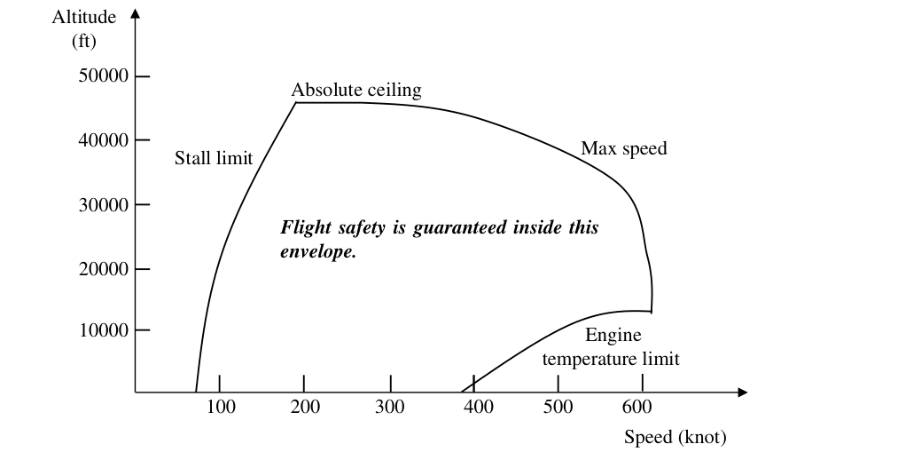 Altitude
(ft)
50000
Absolute ceiling
40000
Max speed
Stall limit
30000
Flight safety is guaranteed inside this
envelope.
20000
10000
Engine
temperature limit
100 200 300 400 500 600
Speed (knot)